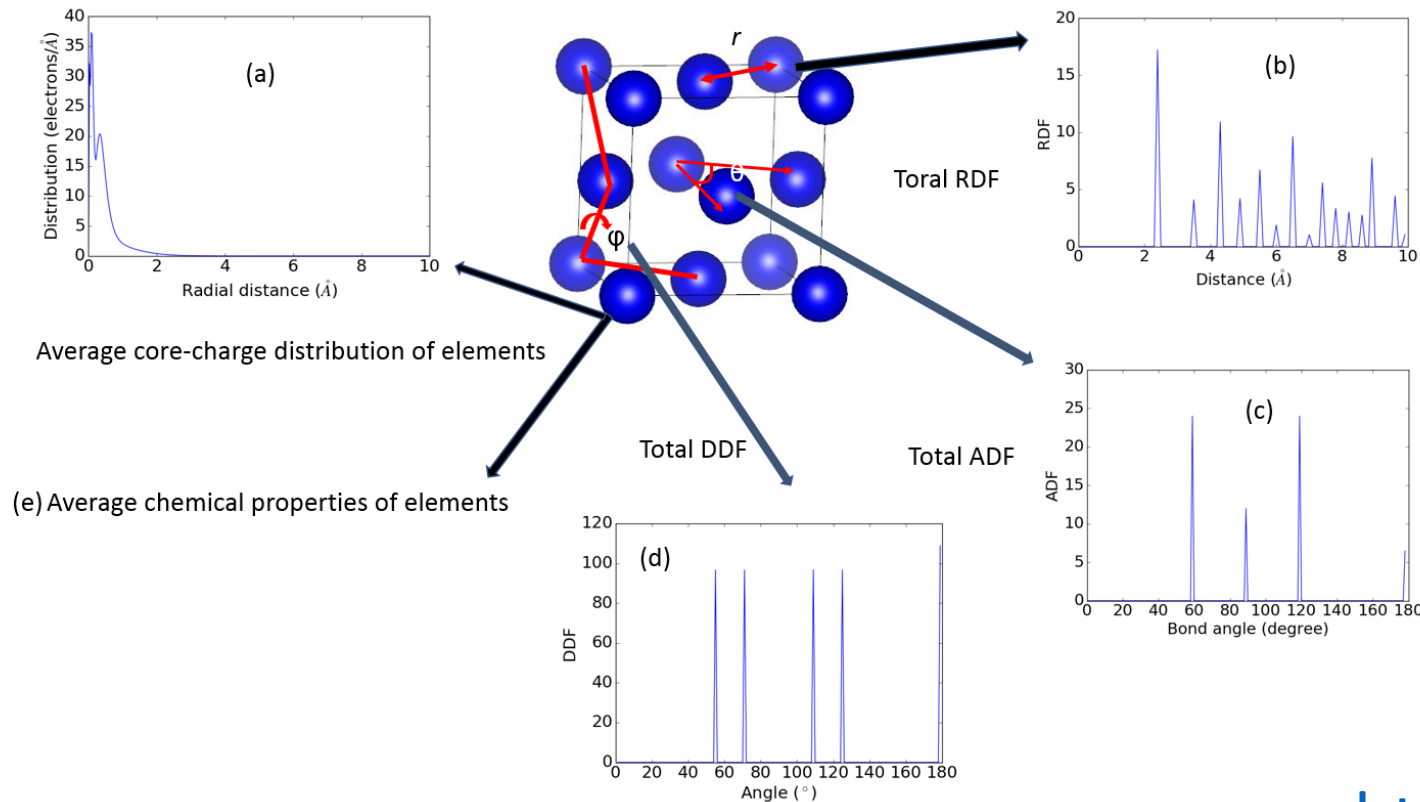 (a)
Distribution (electrons/Å)
40
35
30
25
20
15
10
5
0
0 2 4 6 8 10
Radial distance (Å)
r
θ
φ
(b)
RDF
20
15
10
5
0
0 2 4 6 8 10
Distance (Å)
Toral RDF
Average core-charge distribution of elements
Total DDF
Total ADF
(e) Average chemical properties of elements
(c)
ADF
30
25
20
15
10
5
0
0 20 40 60 80 100 120 140 160 180
Bond angle (degree)
(d)
DDF
120
100
80
60
40
20
0
0 20 40 60 80 100 120 140 160 180
Angle (°)